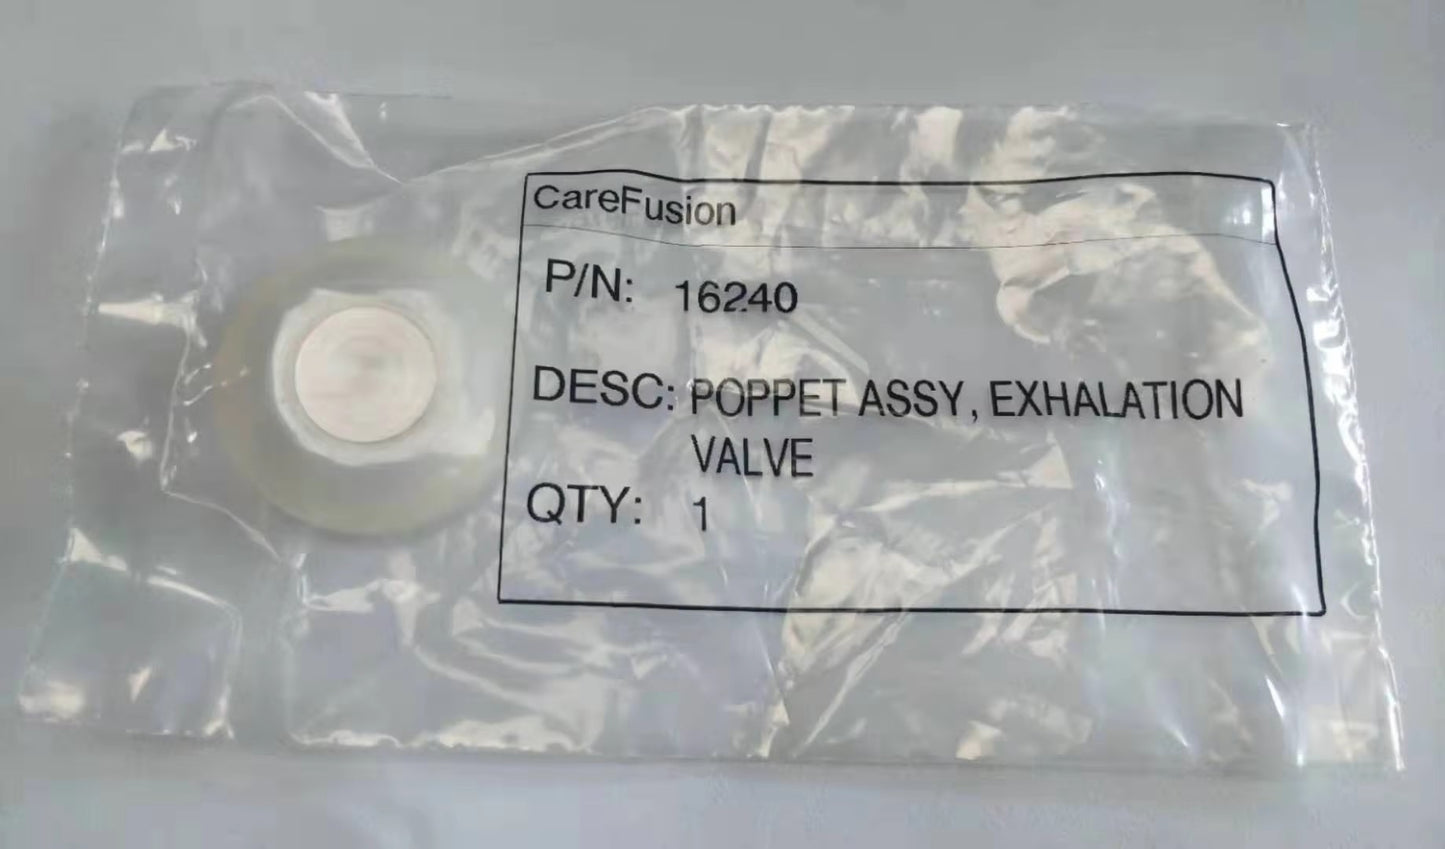 CareFusion
P/N: 16240
DESC: POPPET ASSY, EXHALATION
VALVE
QTY: 1